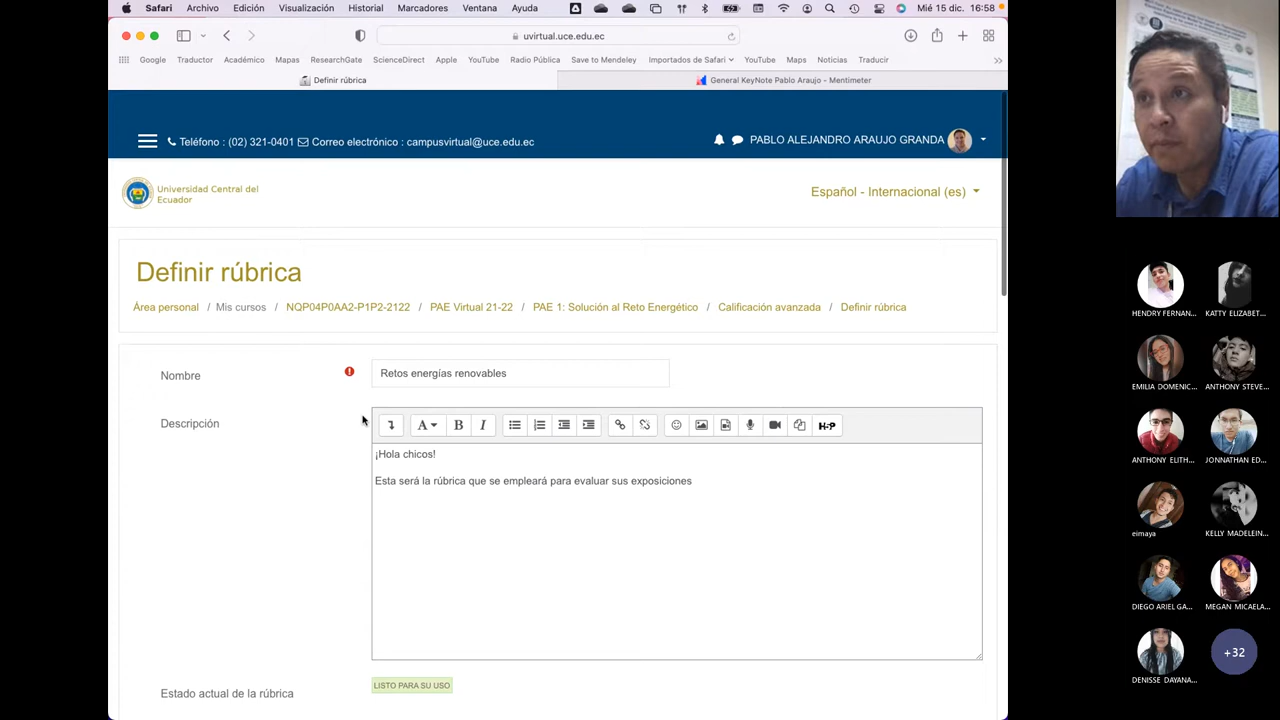 Safari Archivo Edición Visualización Historial Marcadores Ventana Ayuda Mié 15 dic. 16:58
uvirtual.uce.edu.ec
Google Traductor Académico Mapas ResearchGate ScienceDirect Apple YouTube Radio Pública Save to Mendeley Importados de Safari YouTube Maps Noticias Traducir
Definir rúbrica General KeyNote Pablo Araujo - Mentimeter
Teléfono : (02) 321-0401 Correo electrónico : campusvirtual@uce.edu.ec PABLO ALEJANDRO ARAUJO GRANDA
Universidad Central del
Ecuador
Español - Internacional (es)
Definir rúbrica
Área personal / Mis cursos / NQP04P0AA2-P1P2-2122 / PAE Virtual 21-22 / PAE 1: Solución al Reto Energético / Calificación avanzada / Definir rúbrica
Nombre Retos energías renovables
Descripción
A B I H-P
¡Hola chicos!
Esta será la rúbrica que se empleará para evaluar sus exposiciones
Estado actual de la rúbrica LISTO PARA SU USO
HENDRY FERNAN... KATTY ELIZABET...
EMILIA DOMENIC... ANTHONY STEVE...
ANTHONY ELITH... JONNATHAN ED...
eimaya KELLY MADELEIN...
DIEGO ARIEL GA... MEGAN MICAELA...
DENISSE DAYANA... +32